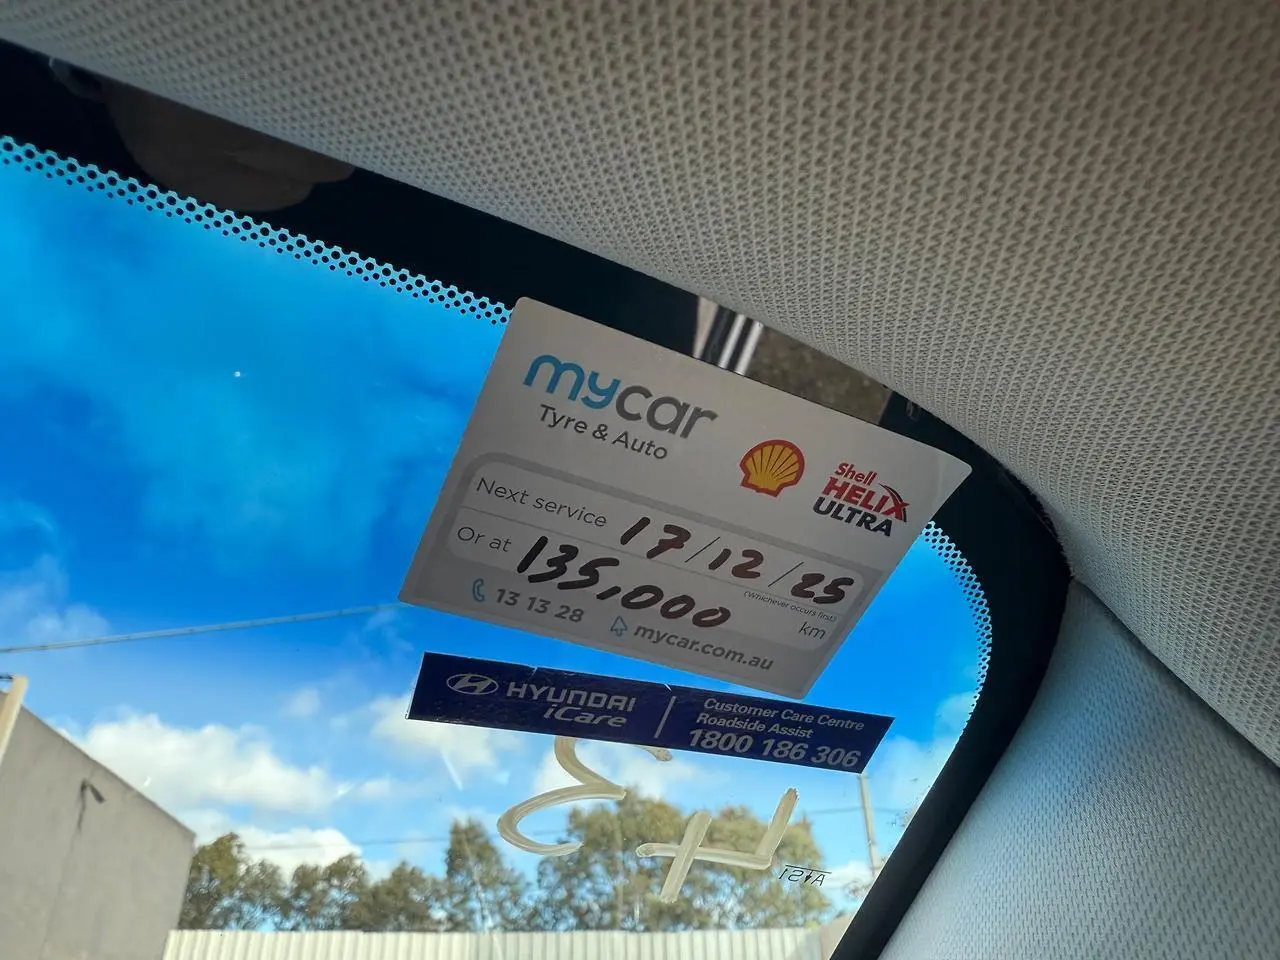 mycar
Tyre & Auto
Shell
HELIX
ULTRA
Next service 17/12/25
(Whichever occurs first)
Or at 135,000 km
13 13 28 mycar.com.au
HYUNDAI
iCare
Customer Care Centre
Roadside Assist
1800 186 306